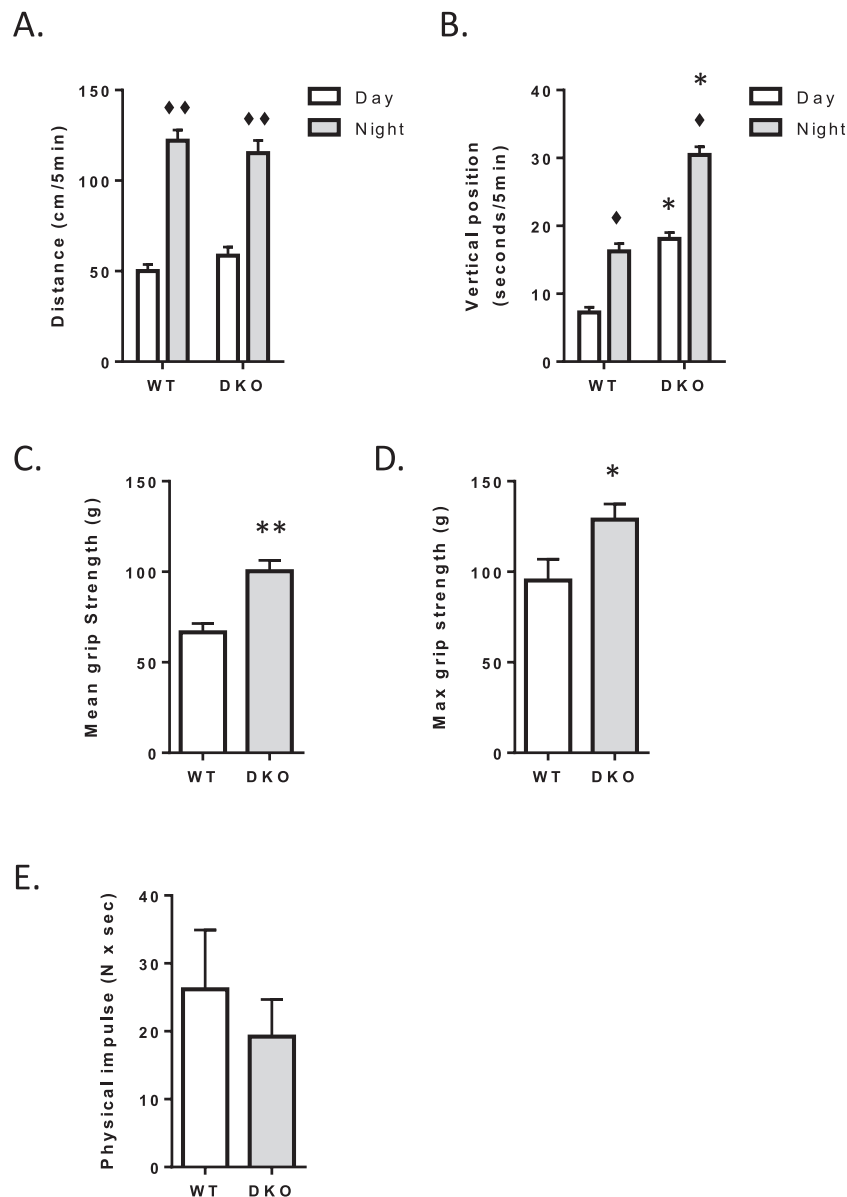 A.
Distance (cm/5min)
150
100
50
0
♦♦
♦♦
WT
DKO
Day
Night
B.
Vertical position
(seconds/5min)
40
30
20
10
0
♦
*
*
♦
WT
DKO
Day
Night
C.
Mean grip Strength (g)
150
100
50
0
**
WT
DKO
D.
Max grip strength (g)
150
100
50
0
*
WT
DKO
E.
Physical impulse (N x sec)
40
30
20
10
0
WT
DKO